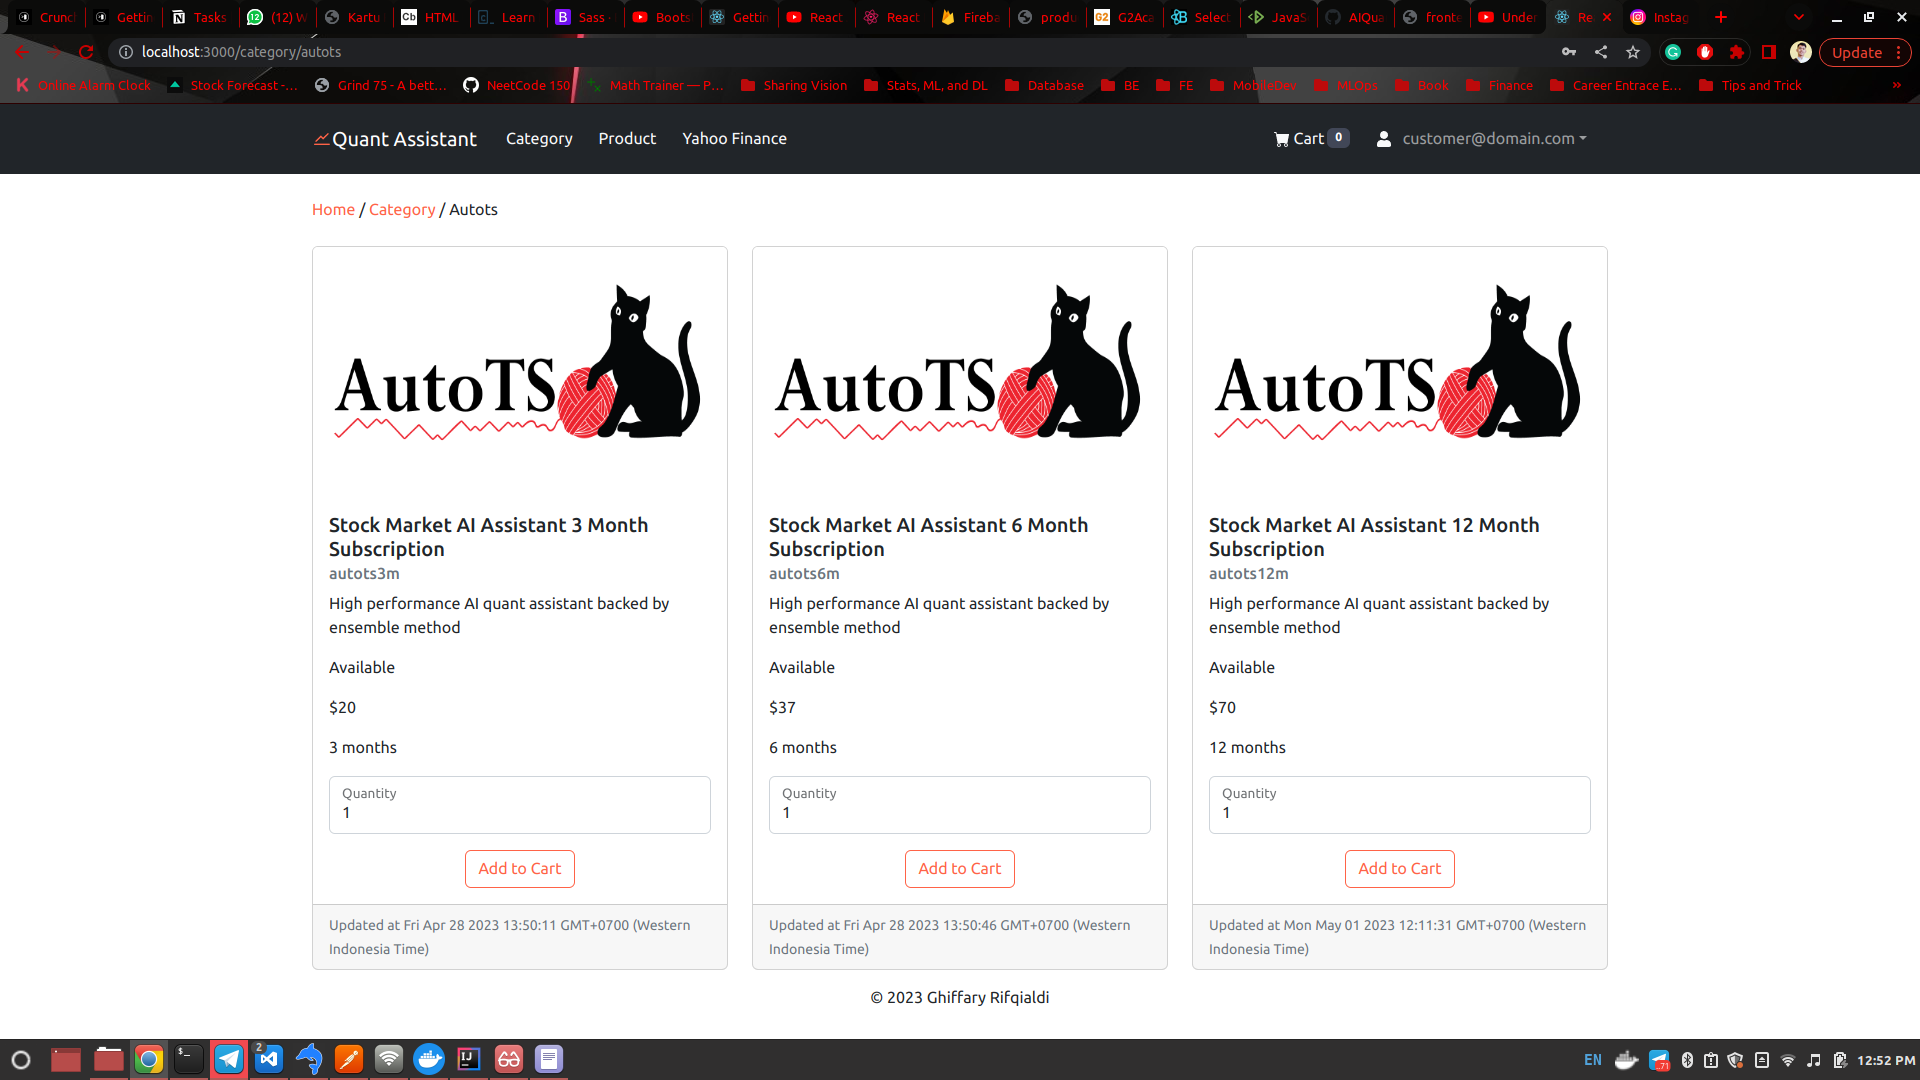 Crunc
Gettin
Tasks
(12) W
Kartu
HTML
Learn
Sass -
Boots
Gettin
React
React
Fireba
produ
G2Aca
Select
JavaS
AIQua
fronte
Under
Re
Instag
localhost:3000/category/autots
Update
Online Alarm Clock
Stock Forecast -...
Grind 75 - A bett...
NeetCode 150
Math Trainer — P...
Sharing Vision
Stats, ML, and DL
Database
BE
FE
MobileDev
MLOps
Book
Finance
Career Entrace E...
Tips and Trick
»
Quant Assistant
Category
Product
Yahoo Finance
Cart 0
customer@domain.com
Home / Category / Autots
AutoTS
Stock Market AI Assistant 3 Month
Subscription
autots3m
High performance AI quant assistant backed by
ensemble method
Available
$20
3 months
Quantity
1
Add to Cart
Updated at Fri Apr 28 2023 13:50:11 GMT+0700 (Western
Indonesia Time)
AutoTS
Stock Market AI Assistant 6 Month
Subscription
autots6m
High performance AI quant assistant backed by
ensemble method
Available
$37
6 months
Quantity
1
Add to Cart
Updated at Fri Apr 28 2023 13:50:46 GMT+0700 (Western
Indonesia Time)
AutoTS
Stock Market AI Assistant 12 Month
Subscription
autots12m
High performance AI quant assistant backed by
ensemble method
Available
$70
12 months
Quantity
1
Add to Cart
Updated at Mon May 01 2023 12:11:31 GMT+0700 (Western
Indonesia Time)
© 2023 Ghiffary Rifqialdi
2
EN
12:52 PM